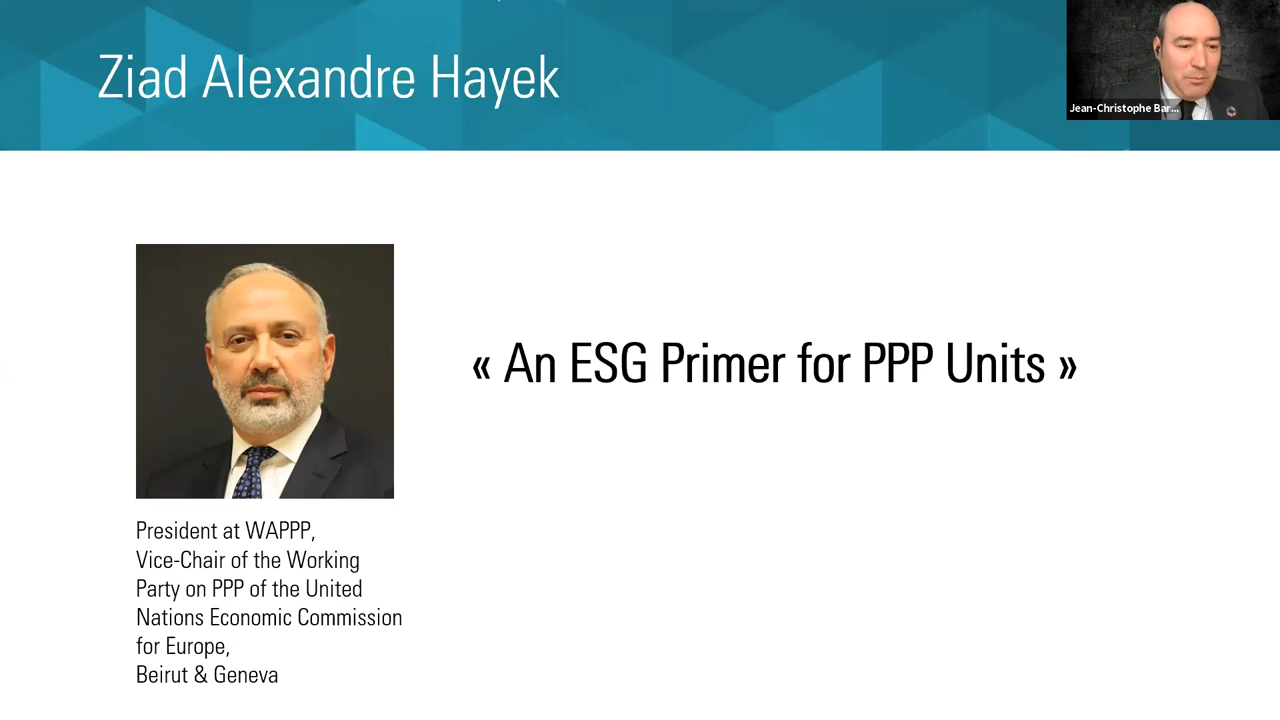 Ziad Alexandre Hayek
Jean-Christophe Bar...
« An ESG Primer for PPP Units »
President at WAPPP,
Vice-Chair of the Working
Party on PPP of the United
Nations Economic Commission
for Europe,
Beirut & Geneva